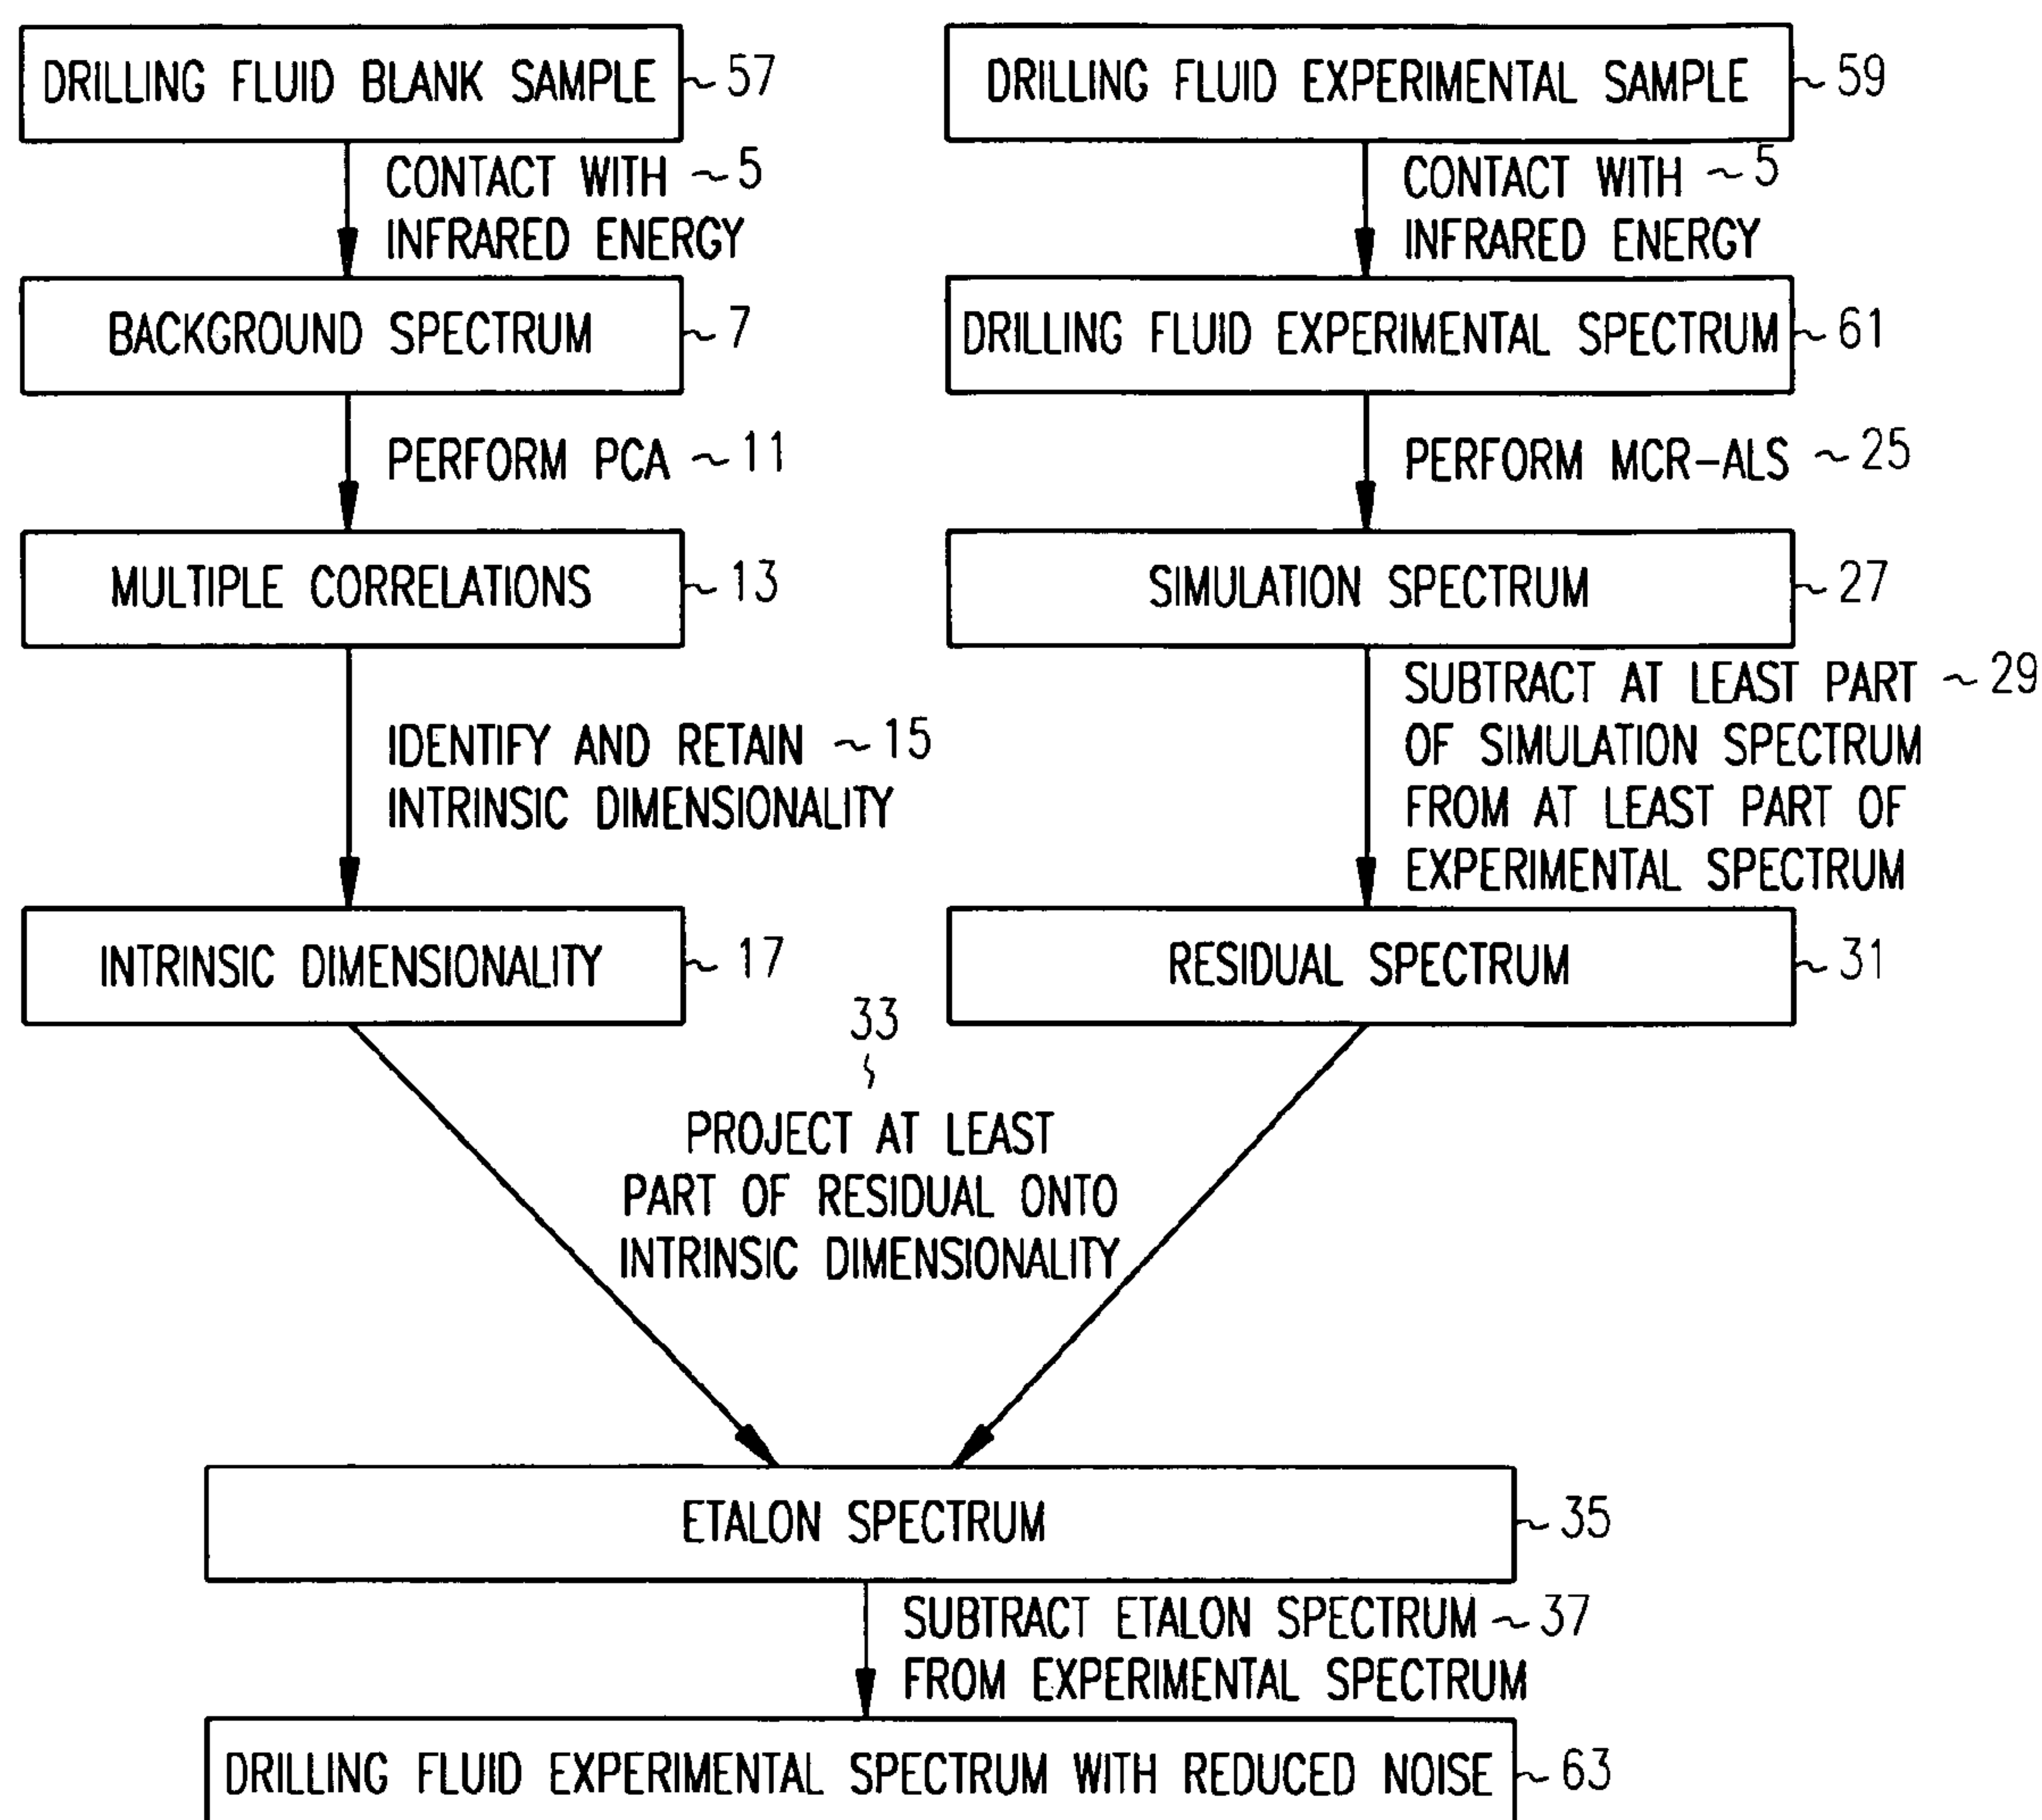 DRILLING FLUID BLANK SAMPLE ~ 57
CONTACT WITH ~5
INFRARED ENERGY
BACKGROUND SPECTRUM ~ 7
PERFORM PCA ~11
MULTIPLE CORRELATIONS ~ 13
IDENTIFY AND RETAIN ~15
INTRINSIC DIMENSIONALITY
INTRINSIC DIMENSIONALITY ~ 17
DRILLING FLUID EXPERIMENTAL SAMPLE ~ 59
CONTACT WITH ~5
INFRARED ENERGY
DRILLING FLUID EXPERIMENTAL SPECTRUM ~ 61
PERFORM MCR-ALS ~25
SIMULATION SPECTRUM ~ 27
SUBTRACT AT LEAST PART ~29
OF SIMULATION SPECTRUM
FROM AT LEAST PART OF
EXPERIMENTAL SPECTRUM
RESIDUAL SPECTRUM ~ 31
33
PROJECT AT LEAST
PART OF RESIDUAL ONTO
INTRINSIC DIMENSIONALITY
ETALON SPECTRUM ~ 35
SUBTRACT ETALON SPECTRUM ~37
FROM EXPERIMENTAL SPECTRUM
DRILLING FLUID EXPERIMENTAL SPECTRUM WITH REDUCED NOISE ~ 63